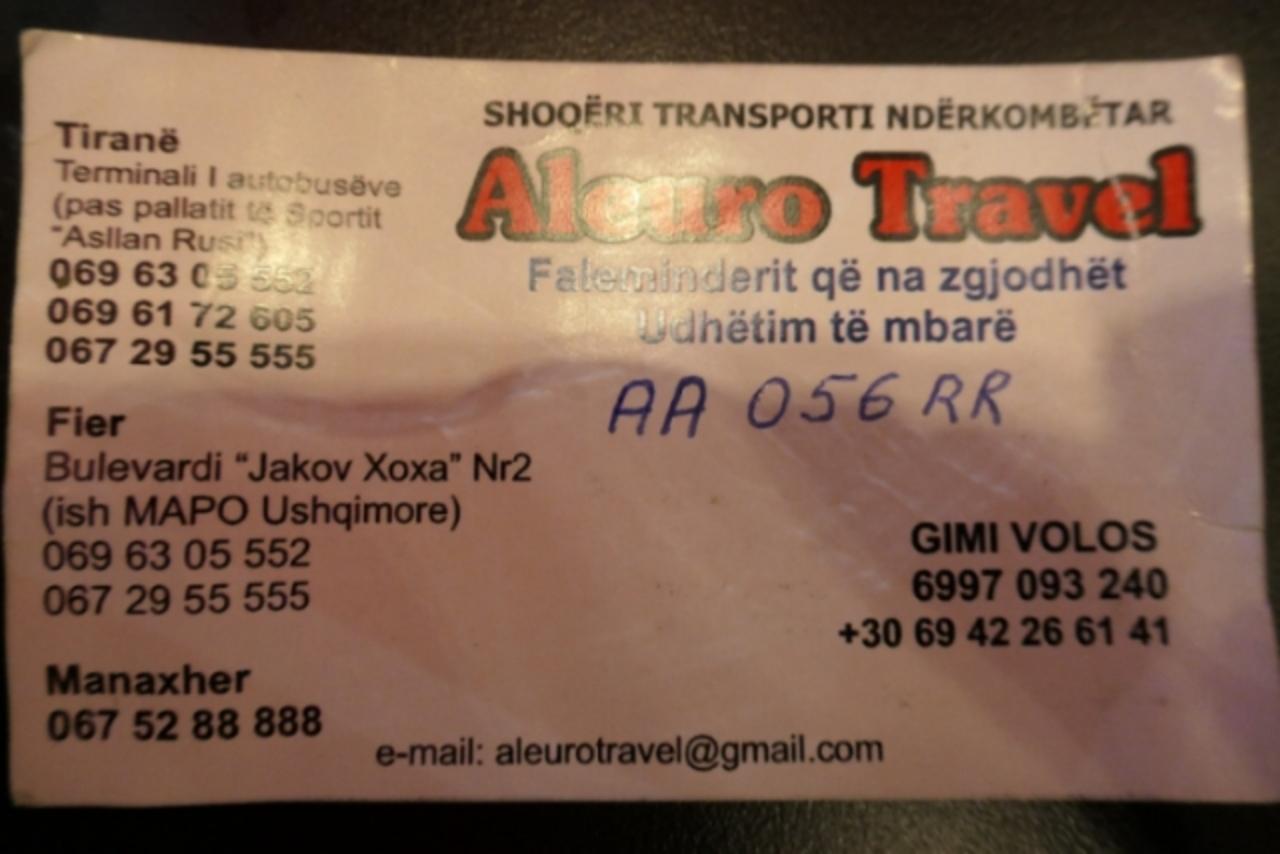 Tiranë
Terminali I autobusëve
(pas pallatit të Sportit
"Asllan Rusi")
069 63 05 552
069 61 72 605
067 29 55 555
Fier
Bulevardi “Jakov Xoxa” Nr2
(ish MAPO Ushqimore)
069 63 05 552
067 29 55 555
Manaxher
067 52 88 888
SHOQËRI TRANSPORTI NDËRKOMBËTAR
Aleuro Travel
Faleminderit që na zgjodhët
Udhëtim të mbarë
AA 056 RR
GIMI VOLOS
6997 093 240
+30 69 42 26 61 41
e-mail: aleurotravel@gmail.com